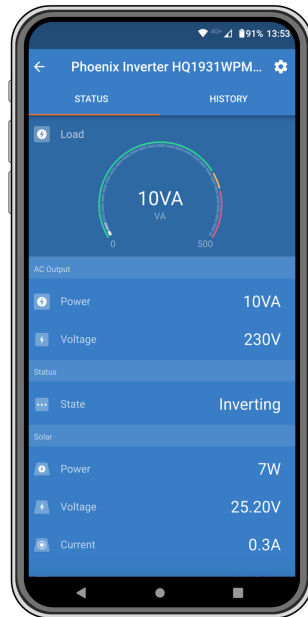 4G+ 91% 13:53
Phoenix Inverter HQ1931WPM...
STATUS HISTORY
Load
10VA
VA
0 500
AC Output
Power 10VA
Voltage 230V
Status
State Inverting
Solar
Power 7W
Voltage 25.20V
Current 0.3A